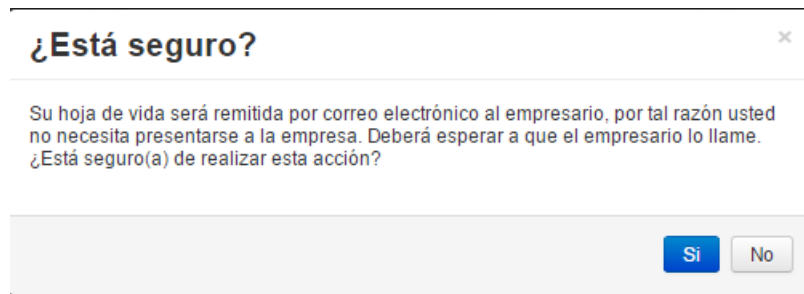 ¿Está seguro?
×
Su hoja de vida será remitida por correo electrónico al empresario, por tal razón usted
no necesita presentarse a la empresa. Deberá esperar a que el empresario lo llame.
¿Está seguro(a) de realizar esta acción?
Si No